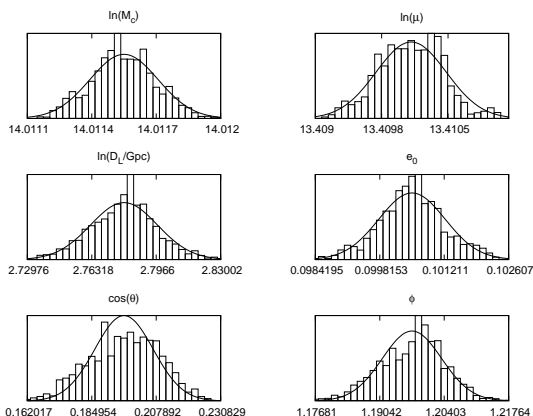 ln(M_c) ln(μ)
14.0111 14.0114 14.0117 14.012 13.409 13.4098 13.4105
ln(D_L/Gpc) e_0
2.72976 2.76318 2.7966 2.83002 0.0984195 0.0998153 0.101211 0.102607
cos(θ) ϕ
0.162017 0.184954 0.207892 0.230829 1.17681 1.19042 1.20403 1.21764